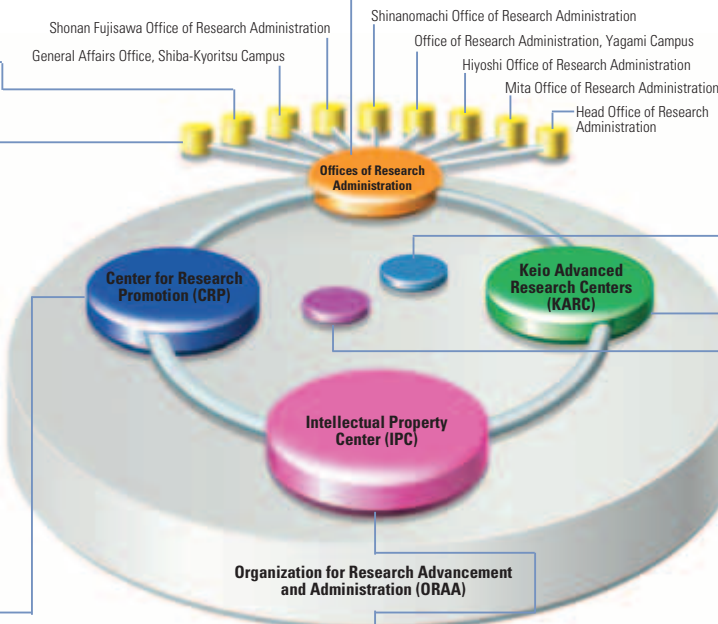 Shinanomachi Office of Research Administration
Shonan Fujisawa Office of Research Administration
Office of Research Administration, Yagami Campus
General Affairs Office, Shiba-Kyoritsu Campus
Hiyoshi Office of Research Administration
Mita Office of Research Administration
Head Office of Research
Administration
Offices of Research
Administration
Center for Research
Promotion (CRP)
Keio Advanced
Research Centers
(KARC)
Intellectual Property
Center (IPC)
Organization for Research Advancement
and Administration (ORAA)